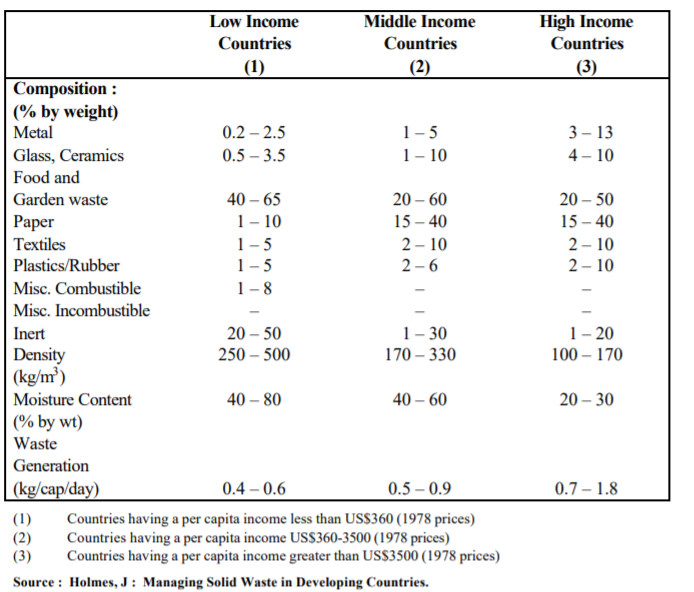 Low Income Middle Income High Income
Countries Countries Countries
(1) (2) (3)
Composition :
(% by weight)
Metal 0.2 – 2.5 1 – 5 3 – 13
Glass, Ceramics 0.5 – 3.5 1 – 10 4 – 10
Food and
Garden waste 40 – 65 20 – 60 20 – 50
Paper 1 – 10 15 – 40 15 – 40
Textiles 1 – 5 2 – 10 2 – 10
Plastics/Rubber 1 – 5 2 – 6 2 – 10
Misc. Combustible 1 – 8 – –
Misc. Incombustible – – –
Inert 20 – 50 1 – 30 1 – 20
Density 250 – 500 170 – 330 100 – 170
(kg/m³)
Moisture Content 40 – 80 40 – 60 20 – 30
(% by wt)
Waste
Generation
(kg/cap/day) 0.4 – 0.6 0.5 – 0.9 0.7 – 1.8
(1) Countries having a per capita income less than US$360 (1978 prices)
(2) Countries having a per capita income US$360-3500 (1978 prices)
(3) Countries having a per capita income greater than US$3500 (1978 prices)
Source : Holmes, J : Managing Solid Waste in Developing Countries.